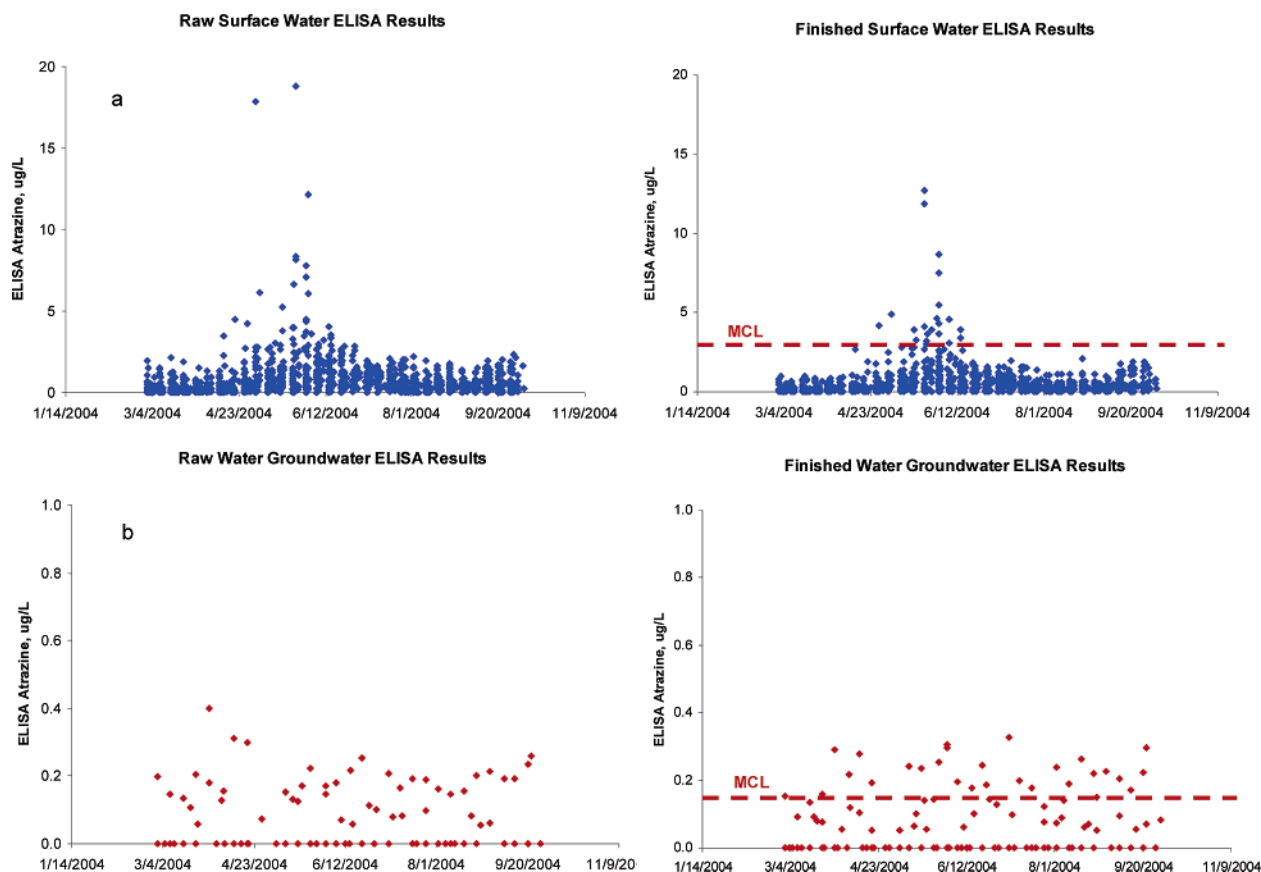 Raw Surface Water ELISA Results
a
ELISA Atrazine, ug/L
20
15
10
5
0
1/14/2004 3/4/2004 4/23/2004 6/12/2004 8/1/2004 9/20/2004 11/9/2004
Finished Surface Water ELISA Results
ELISA Atrazine, ug/L
20
15
10
5
0
MCL
1/14/2004 3/4/2004 4/23/2004 6/12/2004 8/1/2004 9/20/2004 11/9/2004
Raw Water Groundwater ELISA Results
b
ELISA Atrazine, ug/L
1.0
0.8
0.6
0.4
0.2
0.0
1/14/2004 3/4/2004 4/23/2004 6/12/2004 8/1/2004 9/20/2004 11/9/20
Finished Water Groundwater ELISA Results
ELISA Atrazine, ug/L
1.0
0.8
0.6
0.4
0.2
0.0
MCL
1/14/2004 3/4/2004 4/23/2004 6/12/2004 8/1/2004 9/20/2004 11/9/2004